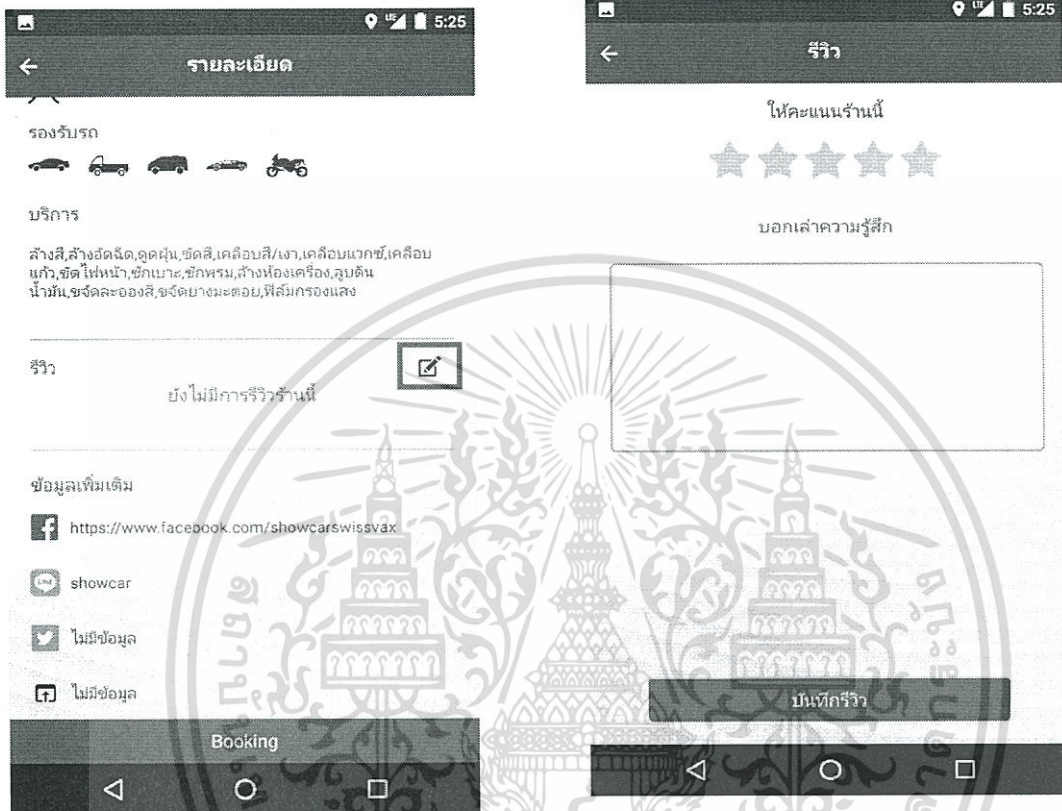 LTE 5:25
รายละเอียด
รองรับรถ
บริการ
ล้างสี,ล้างอัดฉีด,ดูดฝุ่น,ขัดสี,เคลือบสี/เงา,เคลือบแวกซ์,เคลือบ
แก้ว,ขัดไฟหน้า,ซักเบาะ,ซักพรม,ล้างห้องเครื่อง,ลูบดิน
น้ำมัน,ขจัดละอองสี,ขจัดยางมะตอย,ฟิล์มกรองแสง
รีวิว
ยังไม่มีการรีวิวร้านนี้
ข้อมูลเพิ่มเติม
https://www.facebook.com/showcarswissvax
LINE showcar
ไม่มีข้อมูล
ไม่มีข้อมูล
Booking
LTE 5:25
รีวิว
ให้คะแนนร้านนี้
บอกเล่าความรู้สึก
บันทึกรีวิว